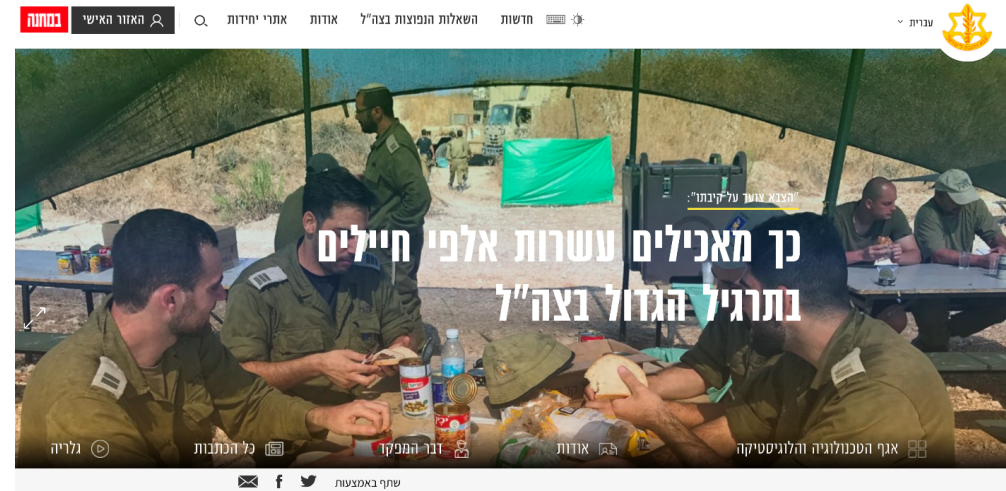 עברית
חדשות
השאלות הנפוצות בצה"ל
אודות
אתרי יחידות
האזור האישי
במחנה
"הצבא צועד על קיבתו":
כך מאכילים עשרות אלפי חיילים
בתרגיל הגדול בצה"ל
אגף הטכנולוגיה והלוגיסטיקה
אודות
דבר המפקד
כל הכתבות
גלריה
שתף באמצעות